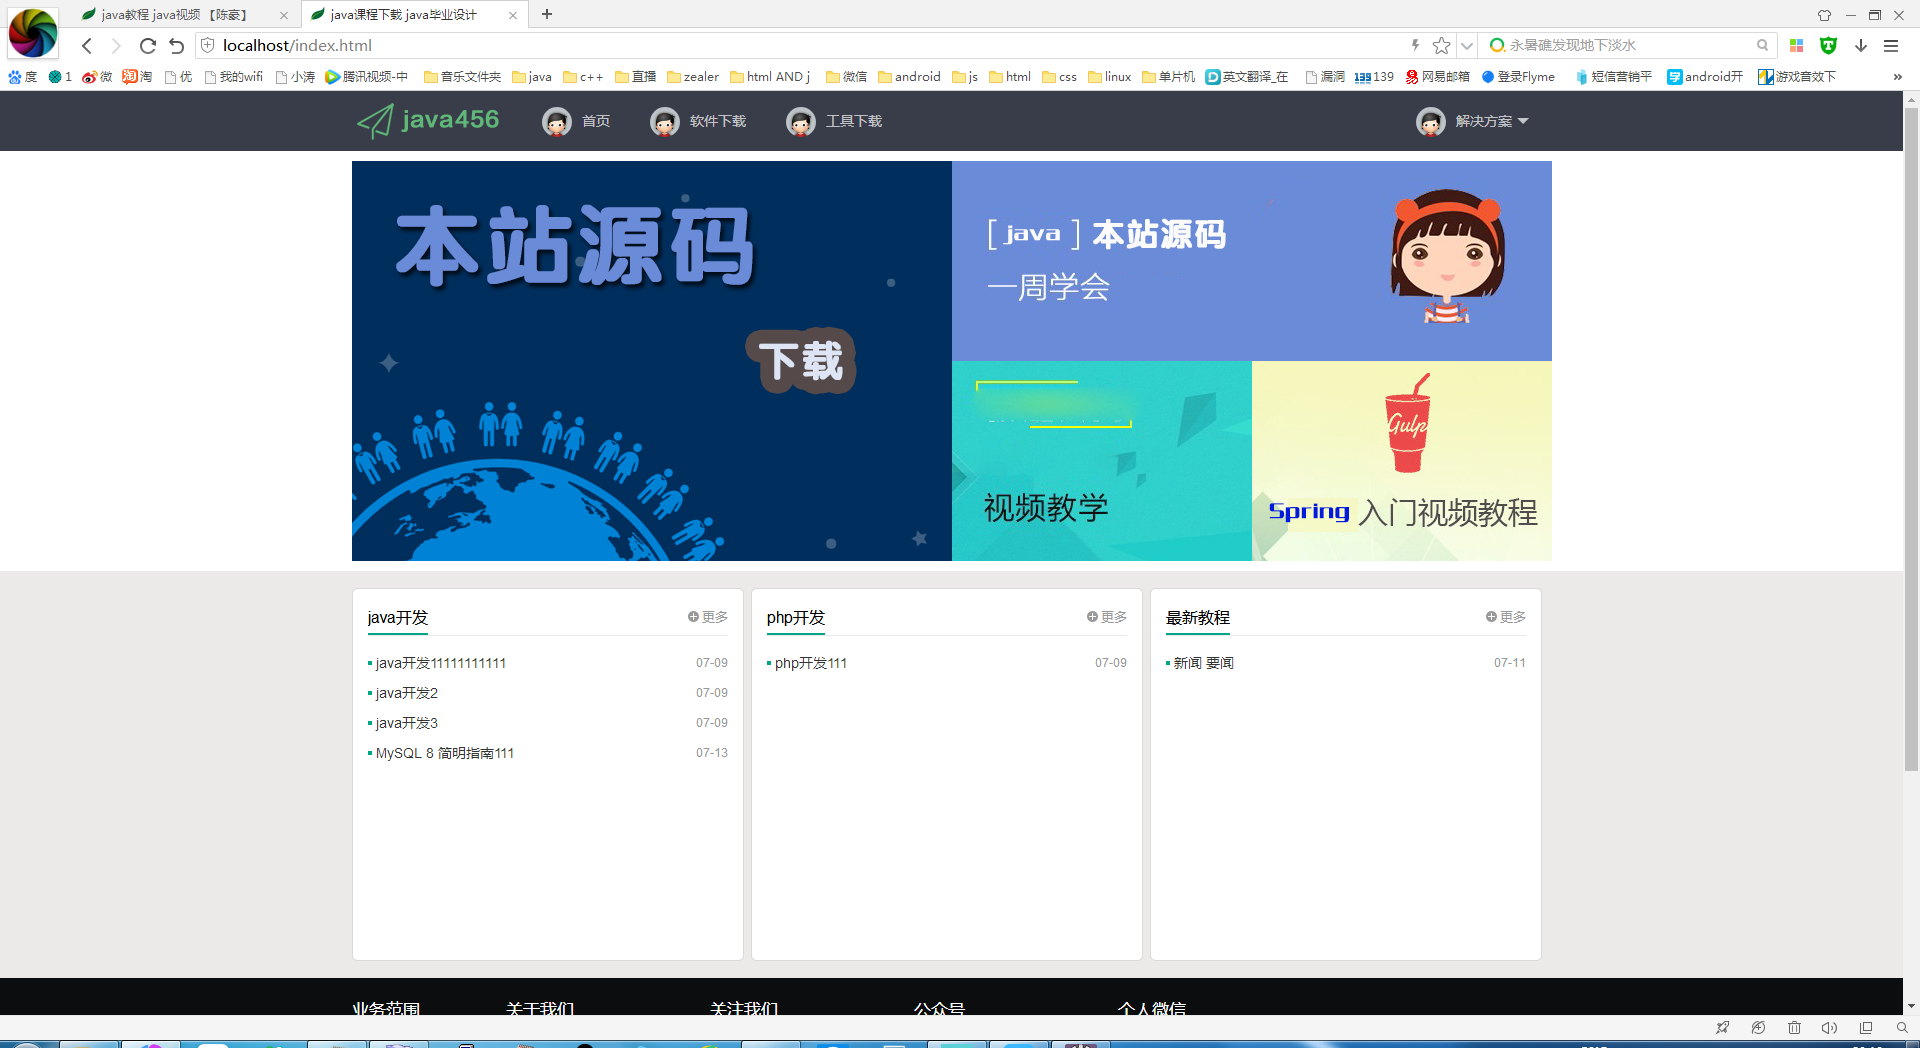 java教程 java视频 【陈豪】
java课程下载 java毕业设计
localhost/index.html
永暑礁发现地下淡水
度 1 微 淘 优 我的wifi 小涛 腾讯视频-中 音乐文件夹 java c++ 直播 zealer html AND j 微信 android js html css linux 单片机 英文翻译_在 漏洞 139 网易邮箱 登录Flyme 短信营销平 android开 游戏音效下 »
java456 首页 软件下载 工具下载 解决方案
本站源码
下载
[ java ] 本站源码
一周学会
视频教学
Gulp
Spring 入门视频教程
java开发 更多
java开发11111111111 07-09
java开发2 07-09
java开发3 07-09
MySQL 8 简明指南111 07-13
php开发 更多
php开发111 07-09
最新教程 更多
新闻 要闻 07-11
业务范围 关于我们 关注我们 公众号 个人微信